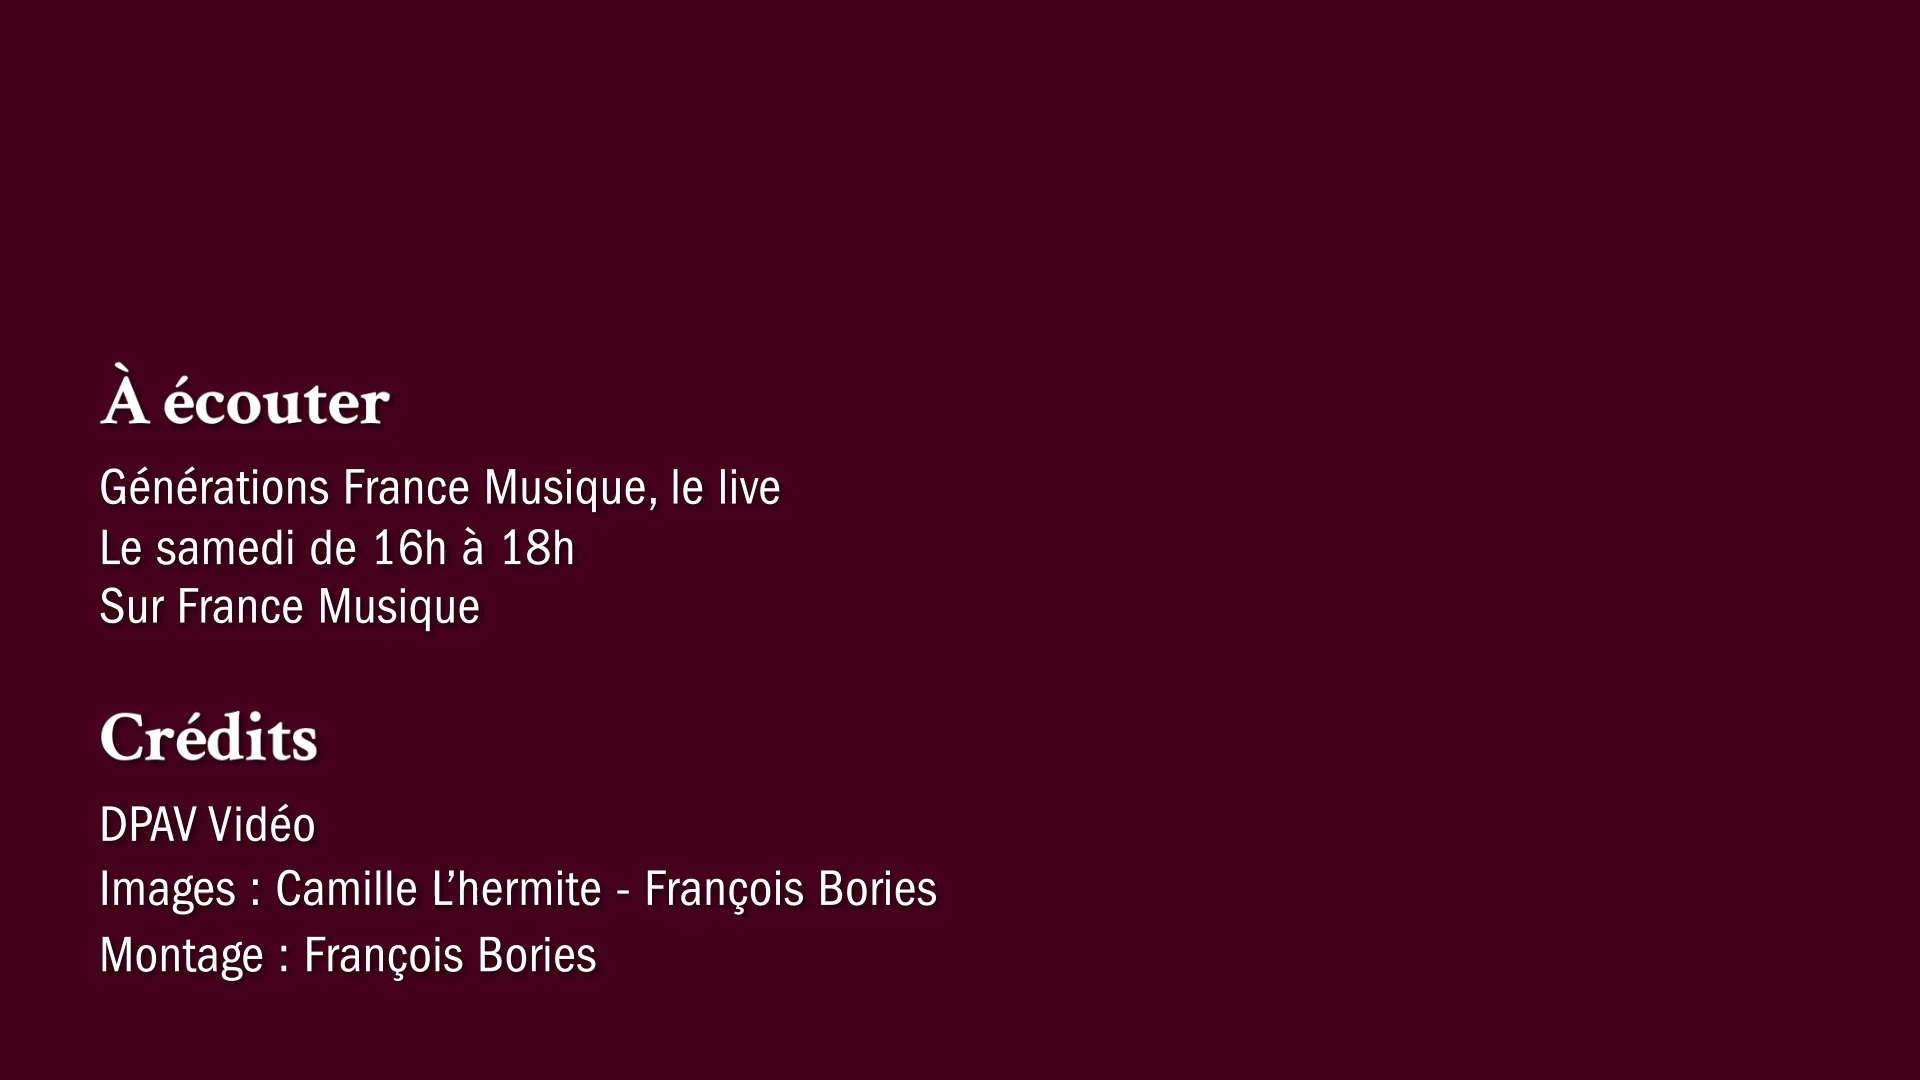 À écouter
Générations France Musique, le live
Le samedi de 16h à 18h
Sur France Musique
Crédits
DPAV Vidéo
Images : Camille L’hermite - François Bories
Montage : François Bories